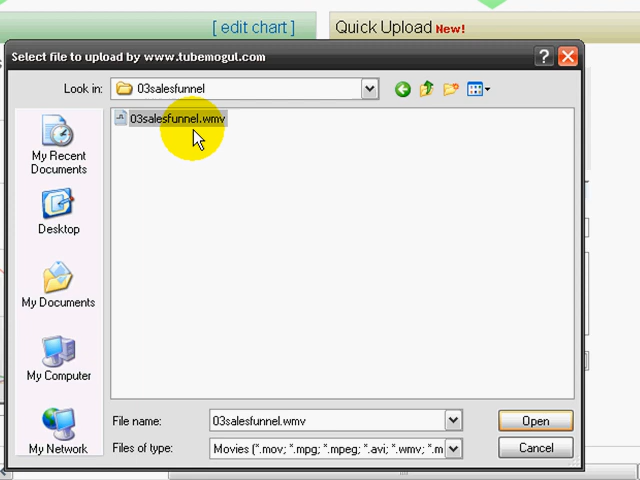 [ edit chart ]
Quick Upload New!
Select file to upload by www.tubemogul.com
?
Look in: 03salesfunnel
03salesfunnel.wmv
My Recent
Documents
Desktop
My Documents
My Computer
My Network
File name: 03salesfunnel.wmv Open
Files of type: Movies (*.mov; *.mpg; *.mpeg; *.avi; *.wmv; *.m Cancel